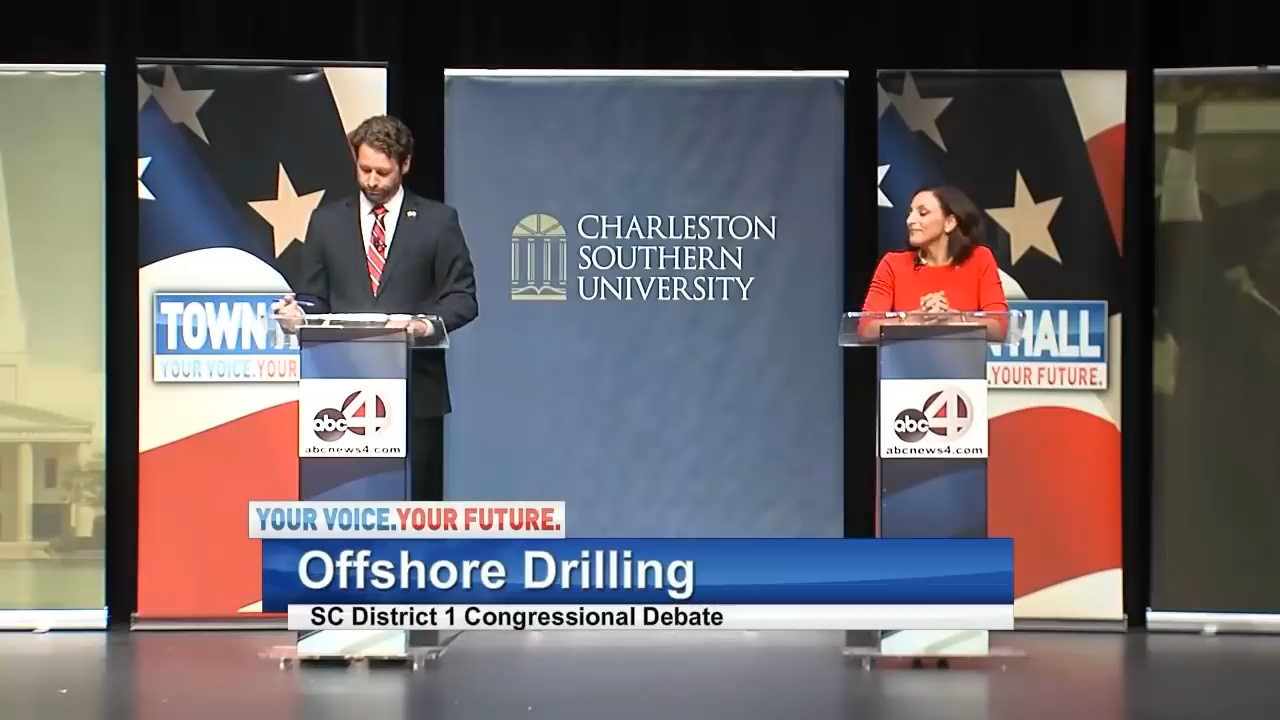 CHARLESTON
SOUTHERN
UNIVERSITY
TOWN
YOUR VOICE.YOUR
HALL
.YOUR FUTURE.
abc 4
abcnews4.com
abc 4
abcnews4.com
YOUR VOICE.YOUR FUTURE.
Offshore Drilling
SC District 1 Congressional Debate